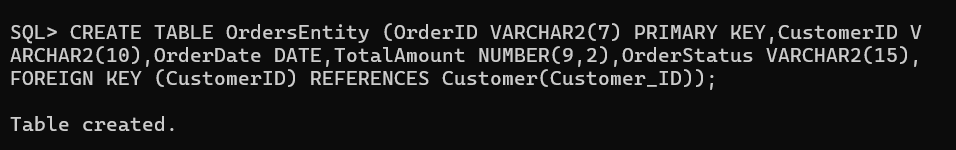 SQL> CREATE TABLE OrdersEntity (OrderID VARCHAR2(7) PRIMARY KEY,CustomerID V
ARCHAR2(10),OrderDate DATE,TotalAmount NUMBER(9,2),OrderStatus VARCHAR2(15),
FOREIGN KEY (CustomerID) REFERENCES Customer(Customer_ID));
Table created.